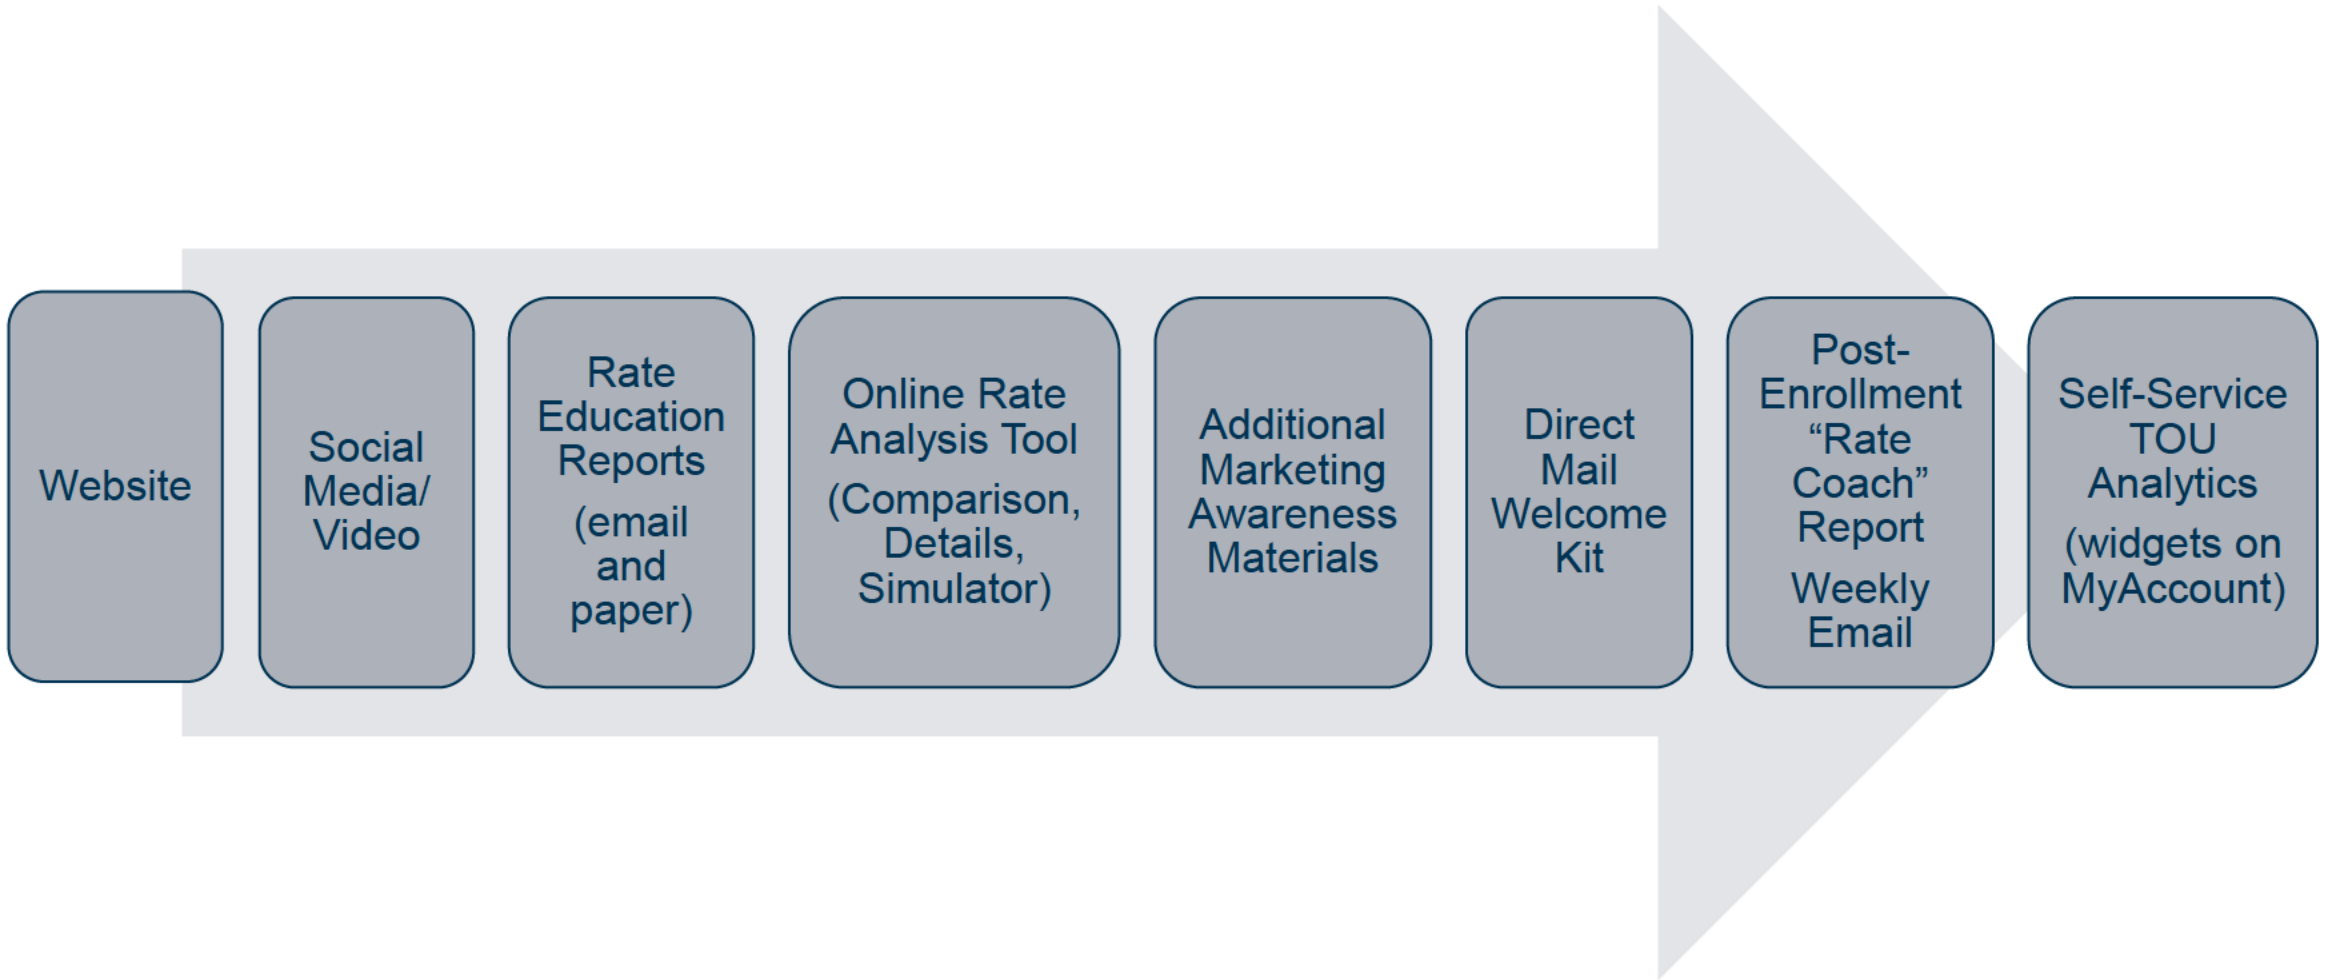 Website
Social
Media/
Video
Rate
Education
Reports
(email
and
paper)
Online Rate
Analysis Tool
(Comparison,
Details,
Simulator)
Additional
Marketing
Awareness
Materials
Direct
Mail
Welcome
Kit
Post-
Enrollment
“Rate
Coach”
Report
Weekly
Email
Self-Service
TOU
Analytics
(widgets on
MyAccount)